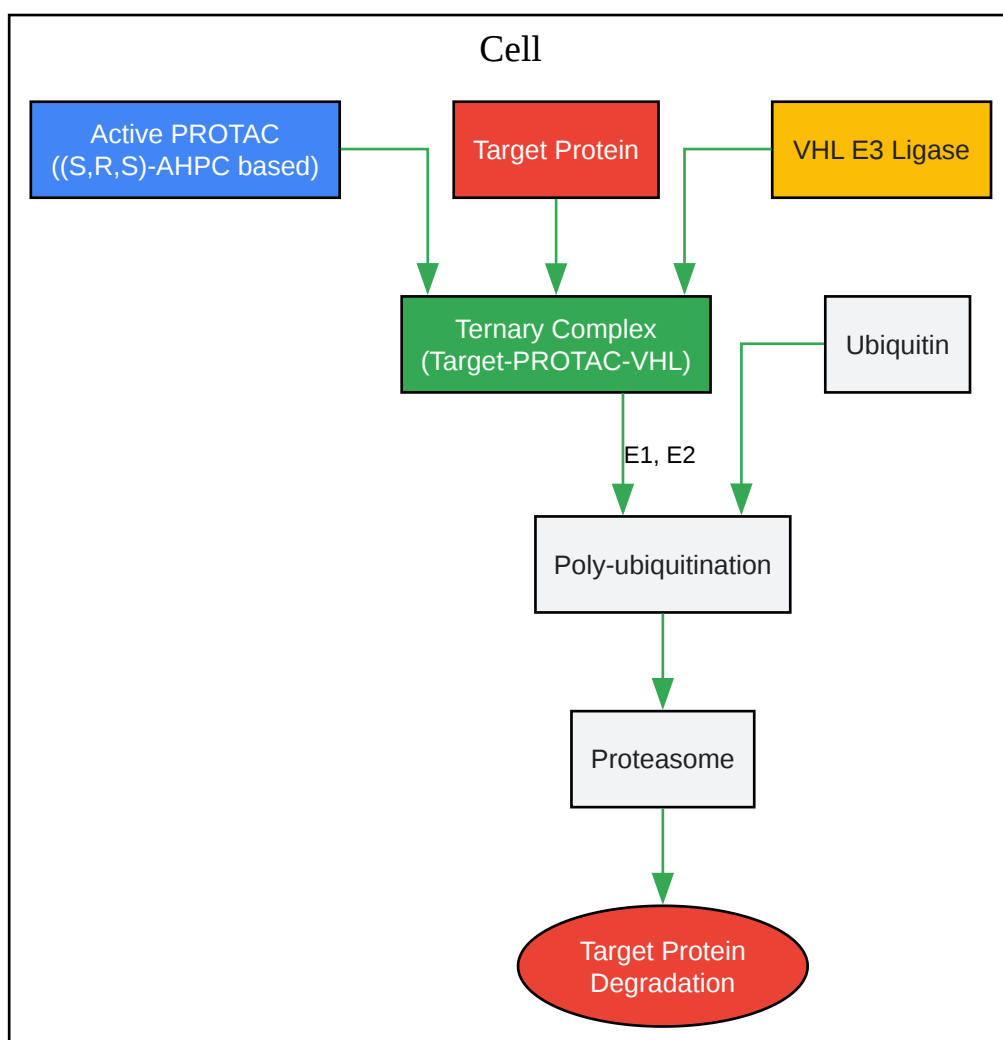 Cell
Active PROTAC
((S,R,S)-AHPC based)
Target Protein
VHL E3 Ligase
Ternary Complex
(Target-PROTAC-VHL)
Ubiquitin
E1, E2
Poly-ubiquitination
Proteasome
Target Protein
Degradation